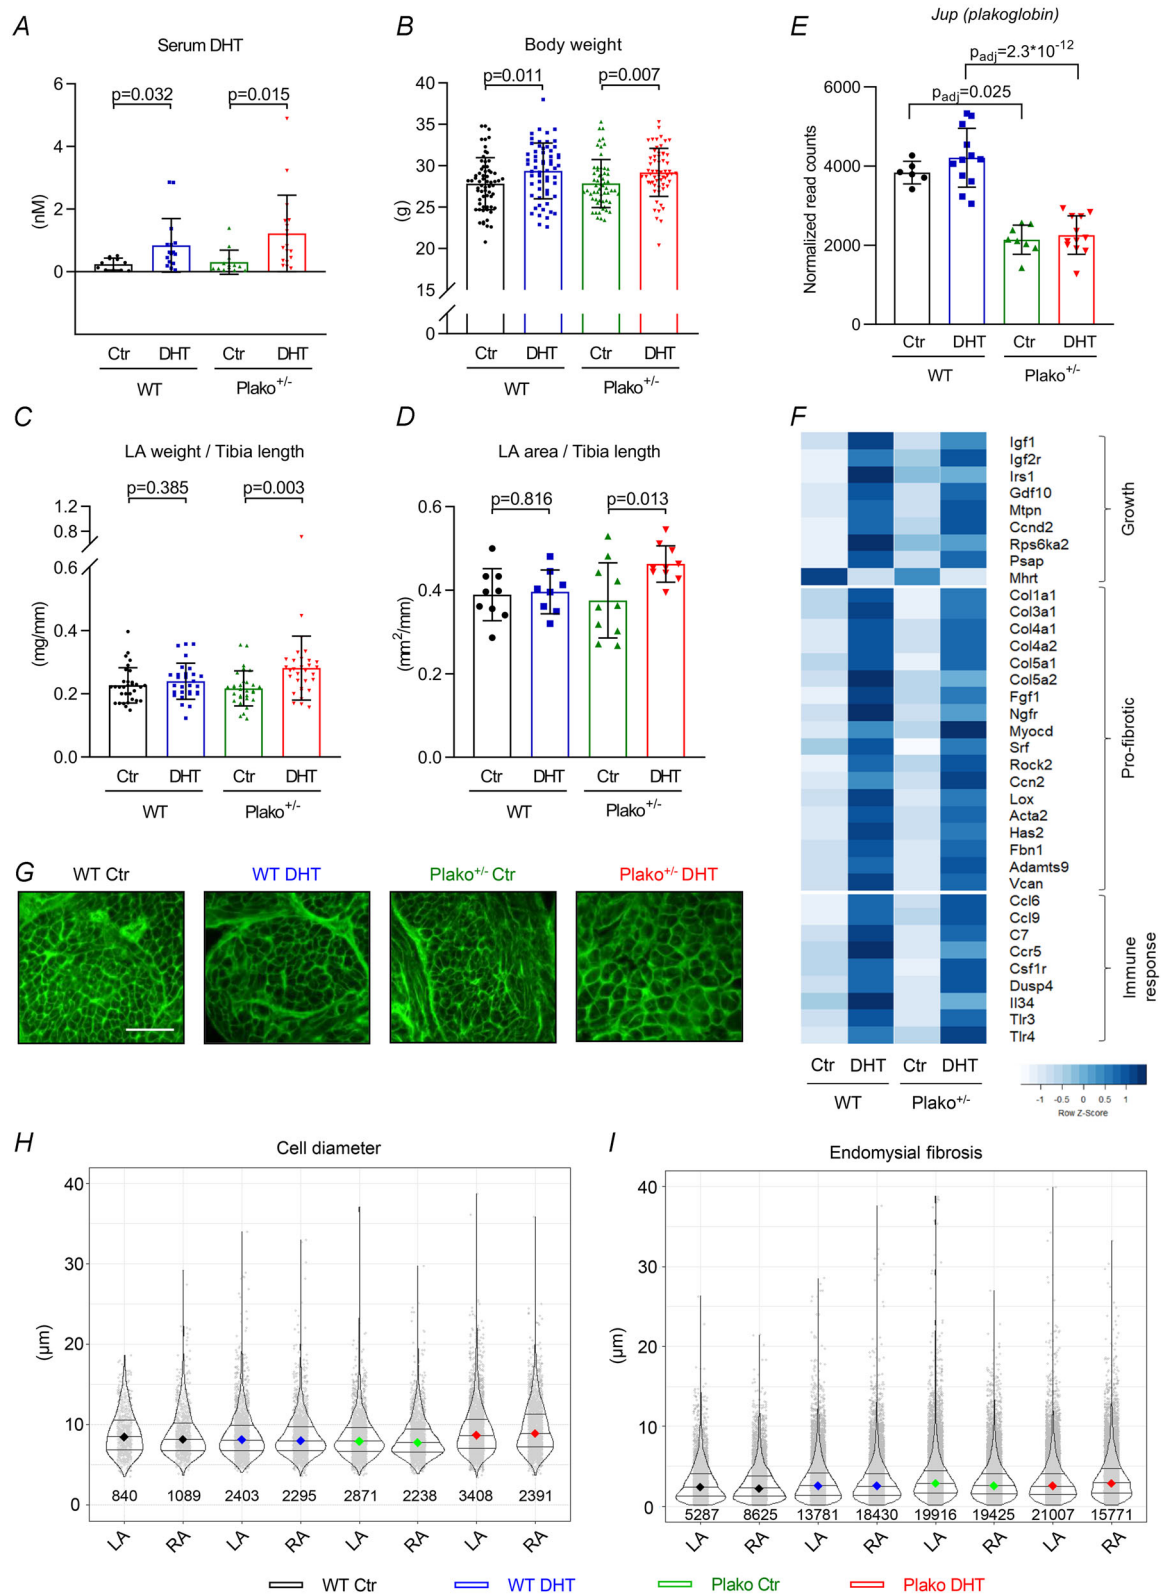 A
Serum DHT
p=0.032
p=0.015
6
4
2
0
(nM)
Ctr
DHT
Ctr
DHT
WT
Plako+/-
B
Body weight
p=0.011
p=0.007
40
35
30
25
20
15
0
(g)
Ctr
DHT
Ctr
DHT
WT
Plako+/-
E
Jup (plakoglobin)
padj=2.3*10-12
padj=0.025
6000
4000
2000
0
Normalized read counts
Ctr
DHT
Ctr
DHT
WT
Plako+/-
C
LA weight / Tibia length
p=0.385
p=0.003
1.2
0.8
0.6
0.4
0.2
0.0
(mg/mm)
Ctr
DHT
Ctr
DHT
WT
Plako+/-
D
LA area / Tibia length
p=0.816
p=0.013
0.6
0.4
0.2
0.0
(mm2/mm)
Ctr
DHT
Ctr
DHT
WT
Plako+/-
F
Igf1
Igf2r
Irs1
Gdf10
Mtpn
Ccnd2
Rps6ka2
Psap
Mhrt
Growth
Col1a1
Col3a1
Col4a1
Col4a2
Col5a1
Col5a2
Fgf1
Ngfr
Myocd
Srf
Rock2
Ccn2
Lox
Acta2
Has2
Fbn1
Adamts9
Vcan
Pro-fibrotic
Ccl6
Ccl9
C7
Ccr5
Csf1r
Dusp4
Il34
Tlr3
Tlr4
Immune
response
Ctr
DHT
Ctr
DHT
WT
Plako+/-
-1 -0.5 0 0.5 1
Row Z-Score
G
WT Ctr
WT DHT
Plako+/- Ctr
Plako+/- DHT
H
Cell diameter
40
30
20
10
0
(µm)
840 1089 2403 2295 2871 2238 3408 2391
LA RA LA RA LA RA LA RA
I
Endomysial fibrosis
40
30
20
10
0
(µm)
5287 8625 13781 18430 19916 19425 21007 15771
LA RA LA RA LA RA LA RA
WT Ctr
WT DHT
Plako Ctr
Plako DHT